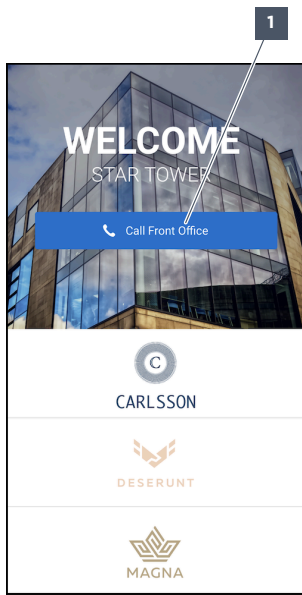 1
WELCOME
STAR TOWER
Call Front Office
C
CARLSSON
DESERUNT
MAGNA